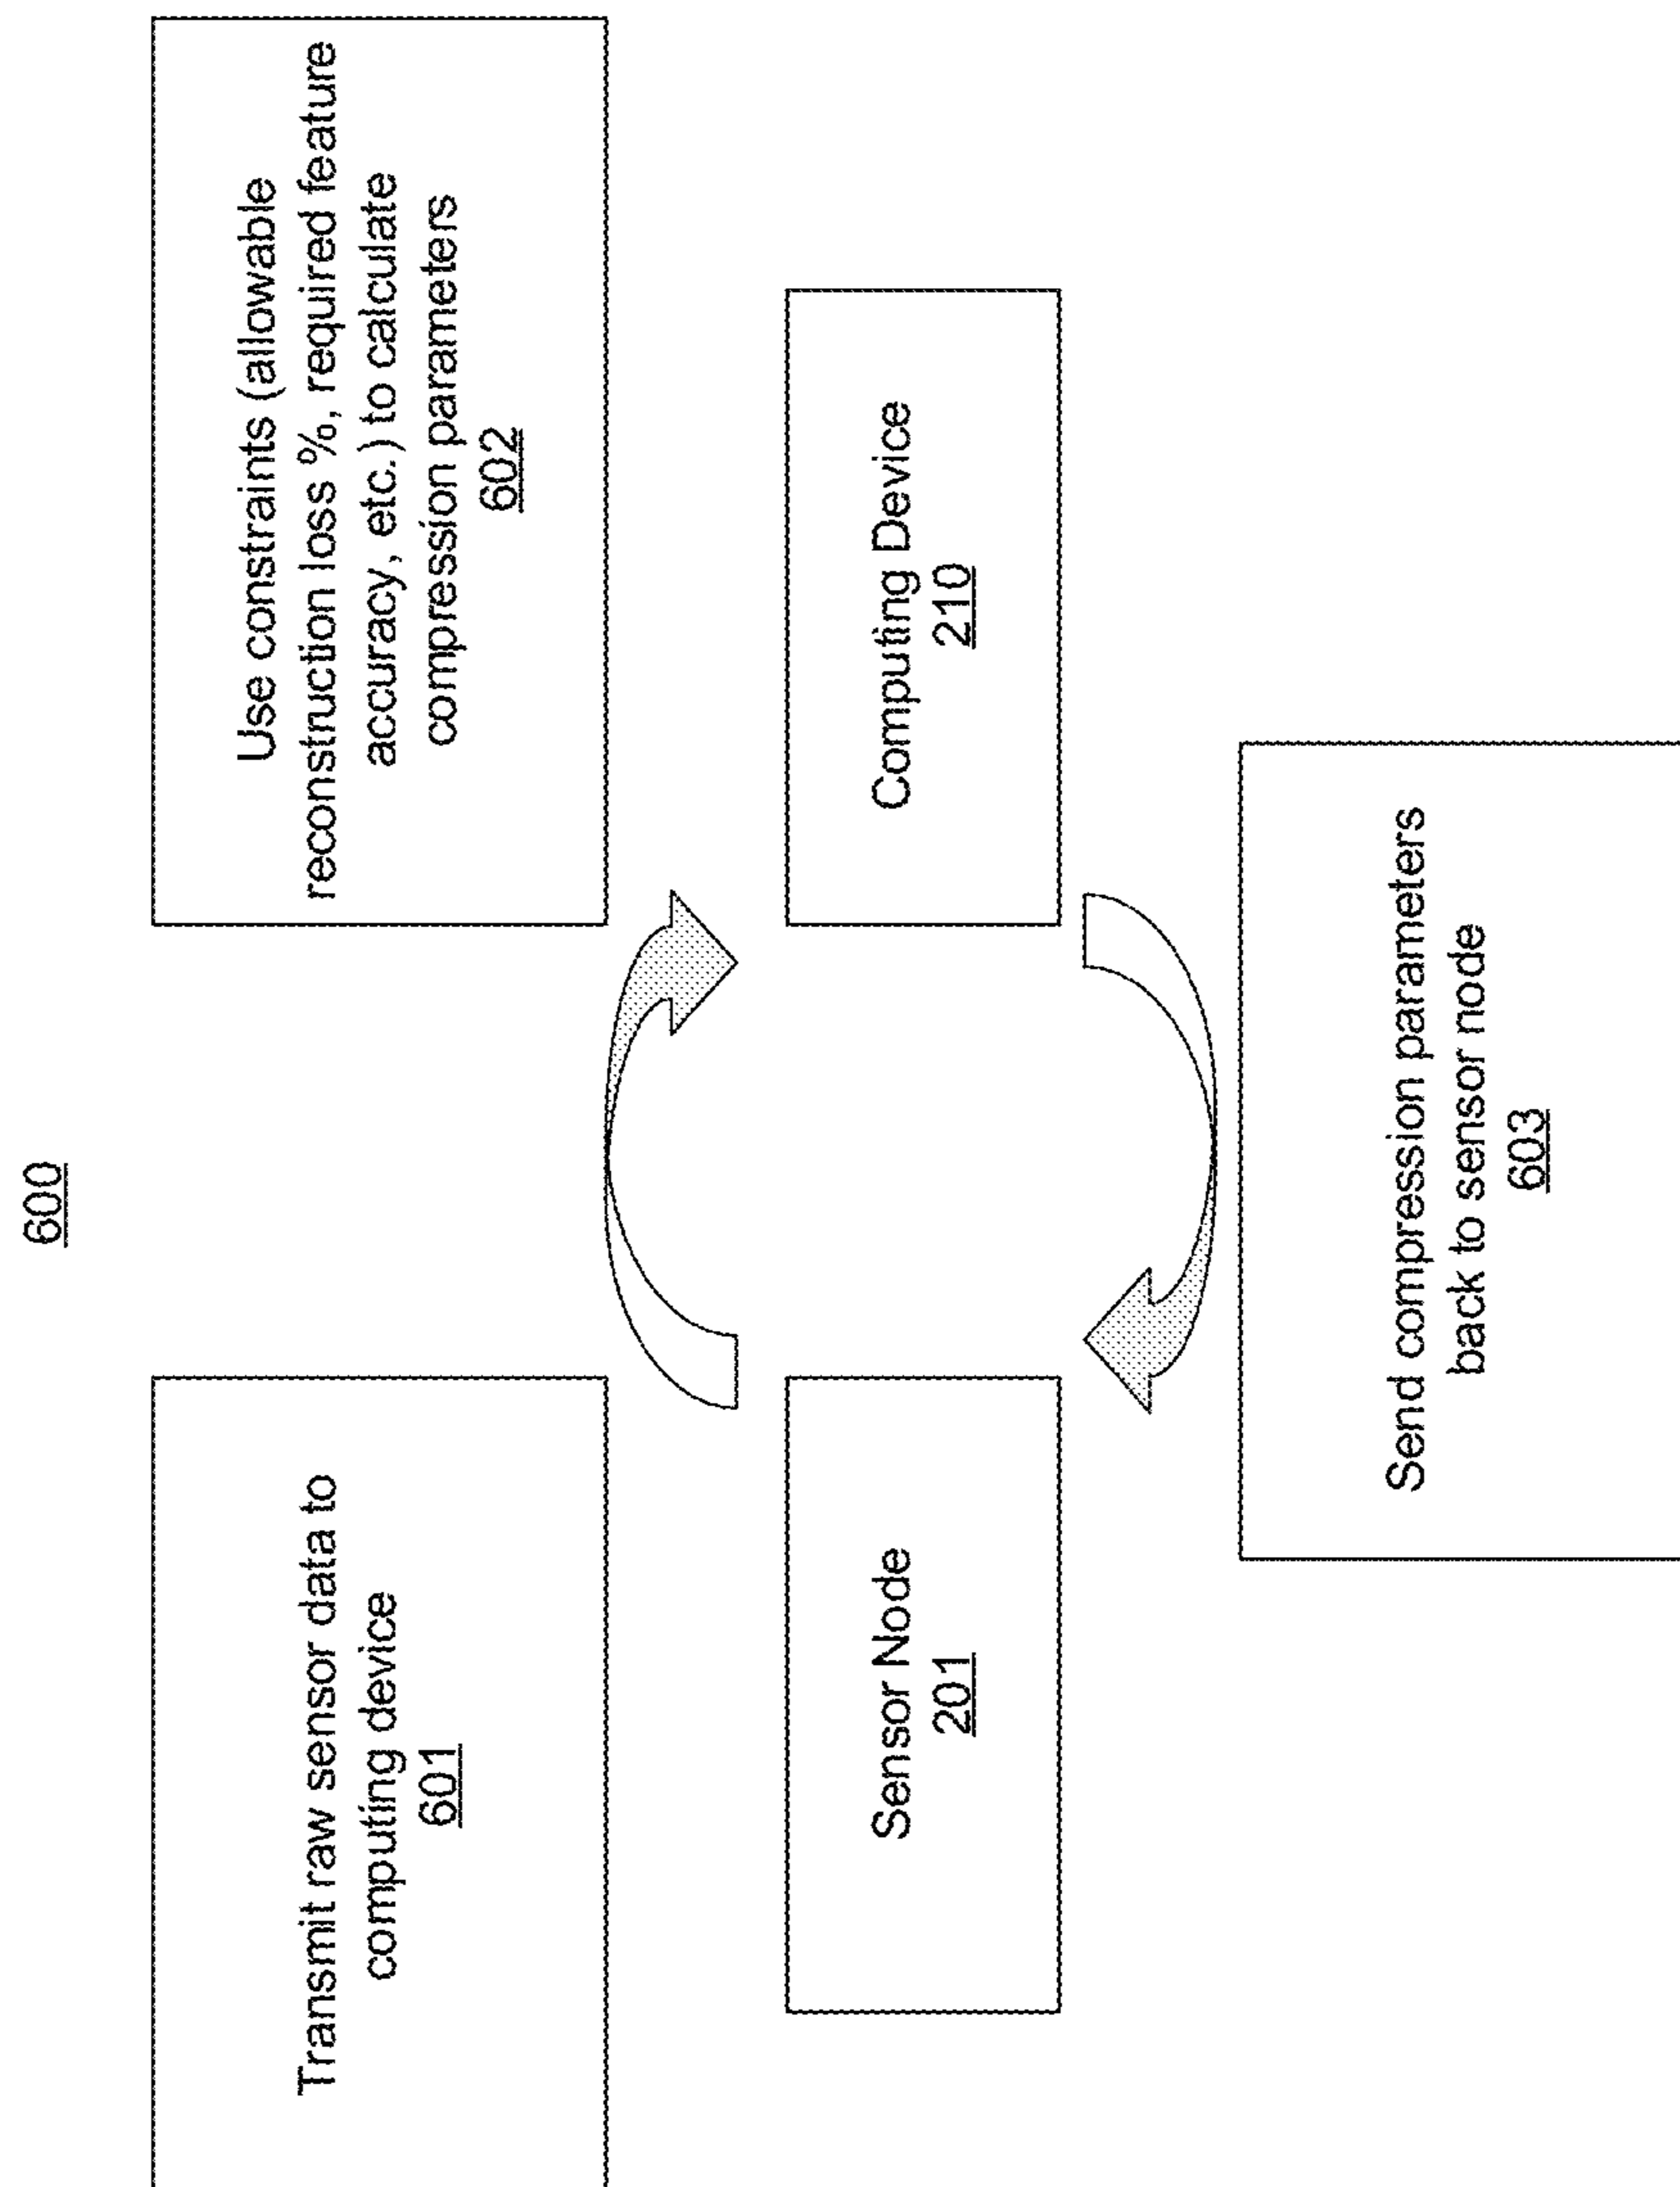 600
Transmit raw sensor data to
computing device
601
Use constraints (allowable
reconstruction loss %, required feature
accuracy, etc.) to calculate
compression parameters
602
Sensor Node
201
Computing Device
210
Send compression parameters
back to sensor node
603